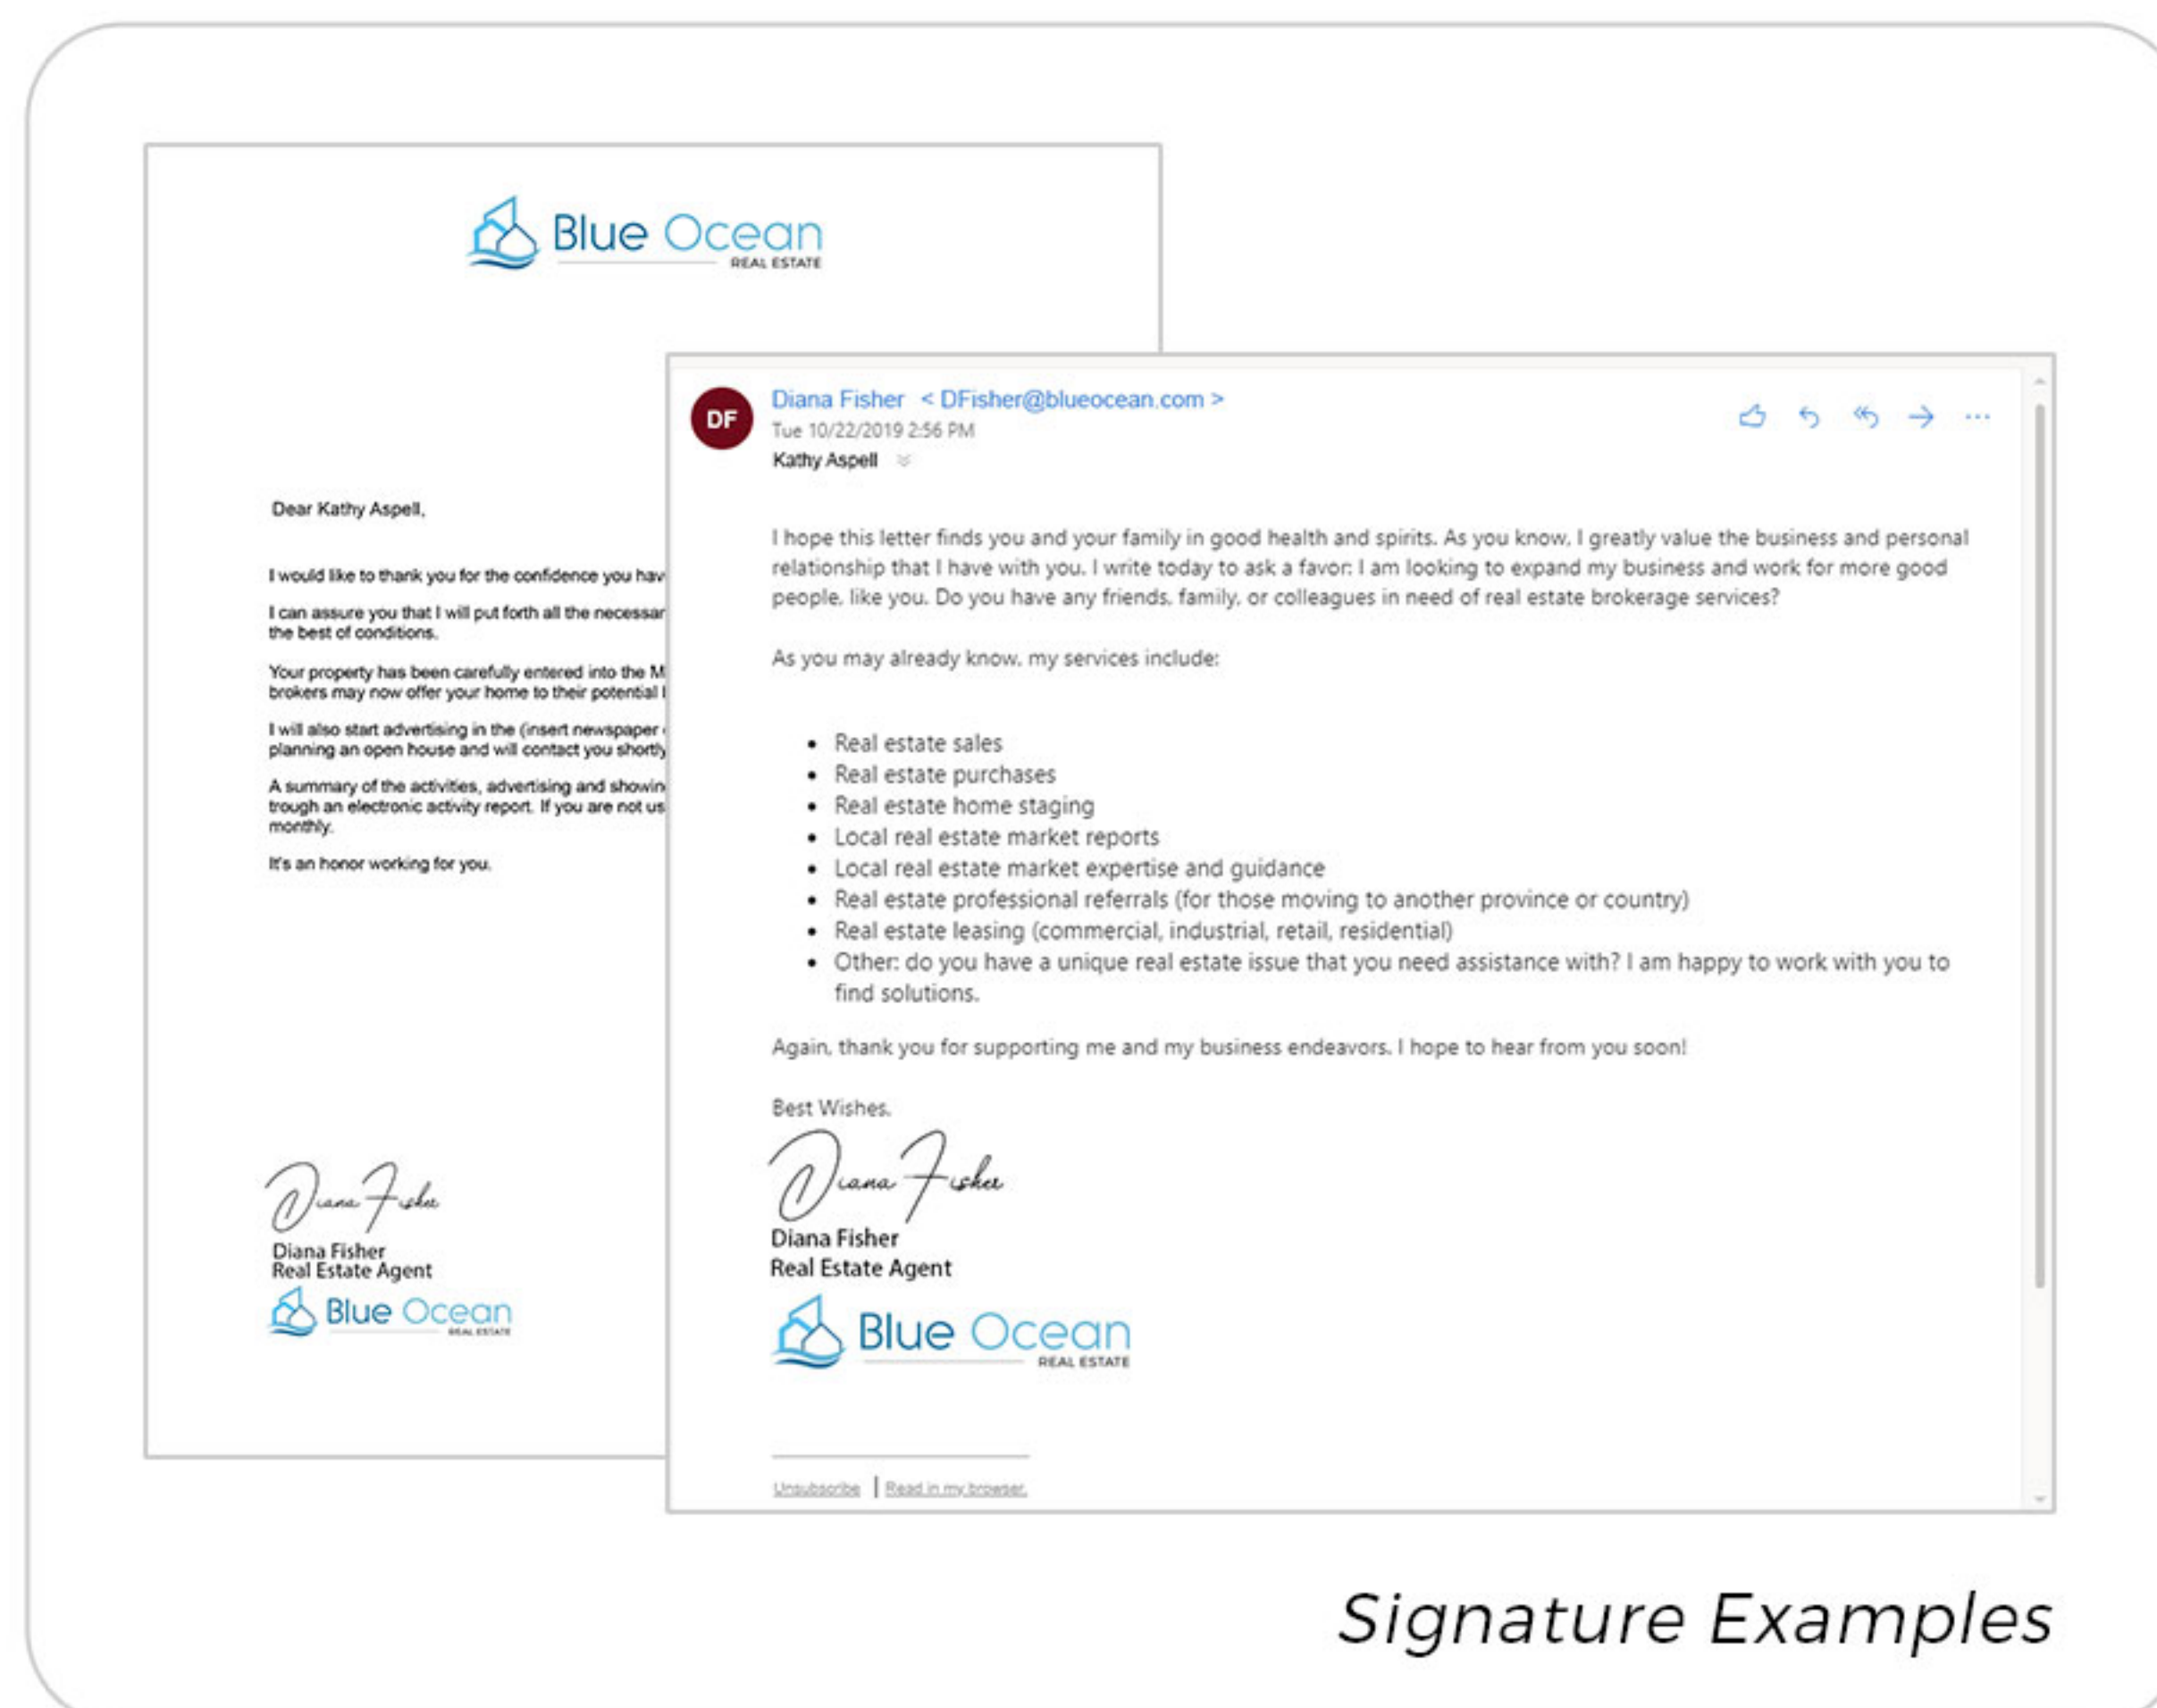 Blue Ocean
REAL ESTATE
Dear Kathy Aspell,
I would like to thank you for the confidence you hav
I can assure you that I will put forth all the necessar
the best of conditions.
Your property has been carefully entered into the M
brokers may now offer your home to their potential
I will also start advertising in the (insert newspaper
planning an open house and will contact you shortly
A summary of the activities, advertising and showin
trough an electronic activity report. If you are not us
monthly.
It's an honor working for you.
Diana Fisher
Diana Fisher
Real Estate Agent
Blue Ocean
REAL ESTATE
DF
Diana Fisher < DFisher@blueocean.com >
Tue 10/22/2019 2:56 PM
Kathy Aspell
I hope this letter finds you and your family in good health and spirits. As you know, I greatly value the business and personal
relationship that I have with you. I write today to ask a favor: I am looking to expand my business and work for more good
people, like you. Do you have any friends, family, or colleagues in need of real estate brokerage services?
As you may already know, my services include:
• Real estate sales
• Real estate purchases
• Real estate home staging
• Local real estate market reports
• Local real estate market expertise and guidance
• Real estate professional referrals (for those moving to another province or country)
• Real estate leasing (commercial, industrial, retail, residential)
• Other: do you have a unique real estate issue that you need assistance with? I am happy to work with you to
find solutions.
Again, thank you for supporting me and my business endeavors. I hope to hear from you soon!
Best Wishes,
Diana Fisher
Diana Fisher
Real Estate Agent
Blue Ocean
REAL ESTATE
Unsubscribe | Read in my browser.
Signature Examples